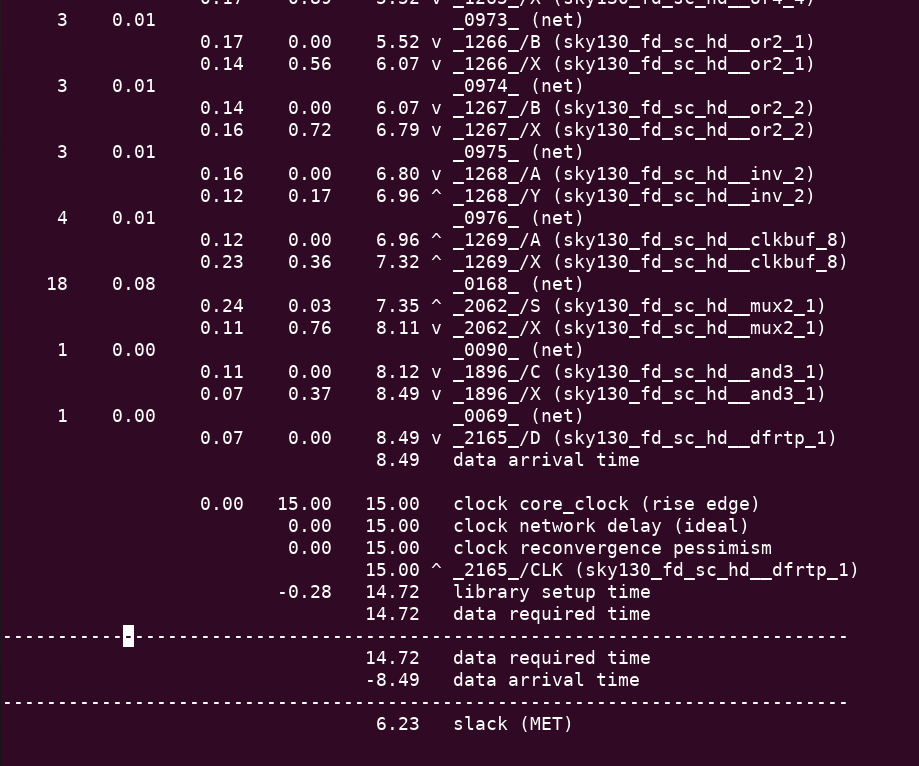 3    0.01                           _0973_ (net)
0.17    0.00    5.52 v _1266_/B (sky130_fd_sc_hd__or2_1)
0.14    0.56    6.07 v _1266_/X (sky130_fd_sc_hd__or2_1)
3    0.01                           _0974_ (net)
0.14    0.00    6.07 v _1267_/B (sky130_fd_sc_hd__or2_2)
0.16    0.72    6.79 v _1267_/X (sky130_fd_sc_hd__or2_2)
3    0.01                           _0975_ (net)
0.16    0.00    6.80 v _1268_/A (sky130_fd_sc_hd__inv_2)
0.12    0.17    6.96 ^ _1268_/Y (sky130_fd_sc_hd__inv_2)
4    0.01                           _0976_ (net)
0.12    0.00    6.96 ^ _1269_/A (sky130_fd_sc_hd__clkbuf_8)
0.23    0.36    7.32 ^ _1269_/X (sky130_fd_sc_hd__clkbuf_8)
18    0.08                           _0168_ (net)
0.24    0.03    7.35 ^ _2062_/S (sky130_fd_sc_hd__mux2_1)
0.11    0.76    8.11 v _2062_/X (sky130_fd_sc_hd__mux2_1)
1    0.00                           _0090_ (net)
0.11    0.00    8.12 v _1896_/C (sky130_fd_sc_hd__and3_1)
0.07    0.37    8.49 v _1896_/X (sky130_fd_sc_hd__and3_1)
1    0.00                           _0069_ (net)
0.07    0.00    8.49 v _2165_/D (sky130_fd_sc_hd__dfrtp_1)
8.49   data arrival time
0.00   15.00   15.00   clock core_clock (rise edge)
0.00   15.00   clock network delay (ideal)
0.00   15.00   clock reconvergence pessimism
15.00 ^ _2165_/CLK (sky130_fd_sc_hd__dfrtp_1)
-0.28   14.72   library setup time
14.72   data required time
-----------------------------------------------------------------------------
14.72   data required time
-8.49   data arrival time
-----------------------------------------------------------------------------
6.23   slack (MET)